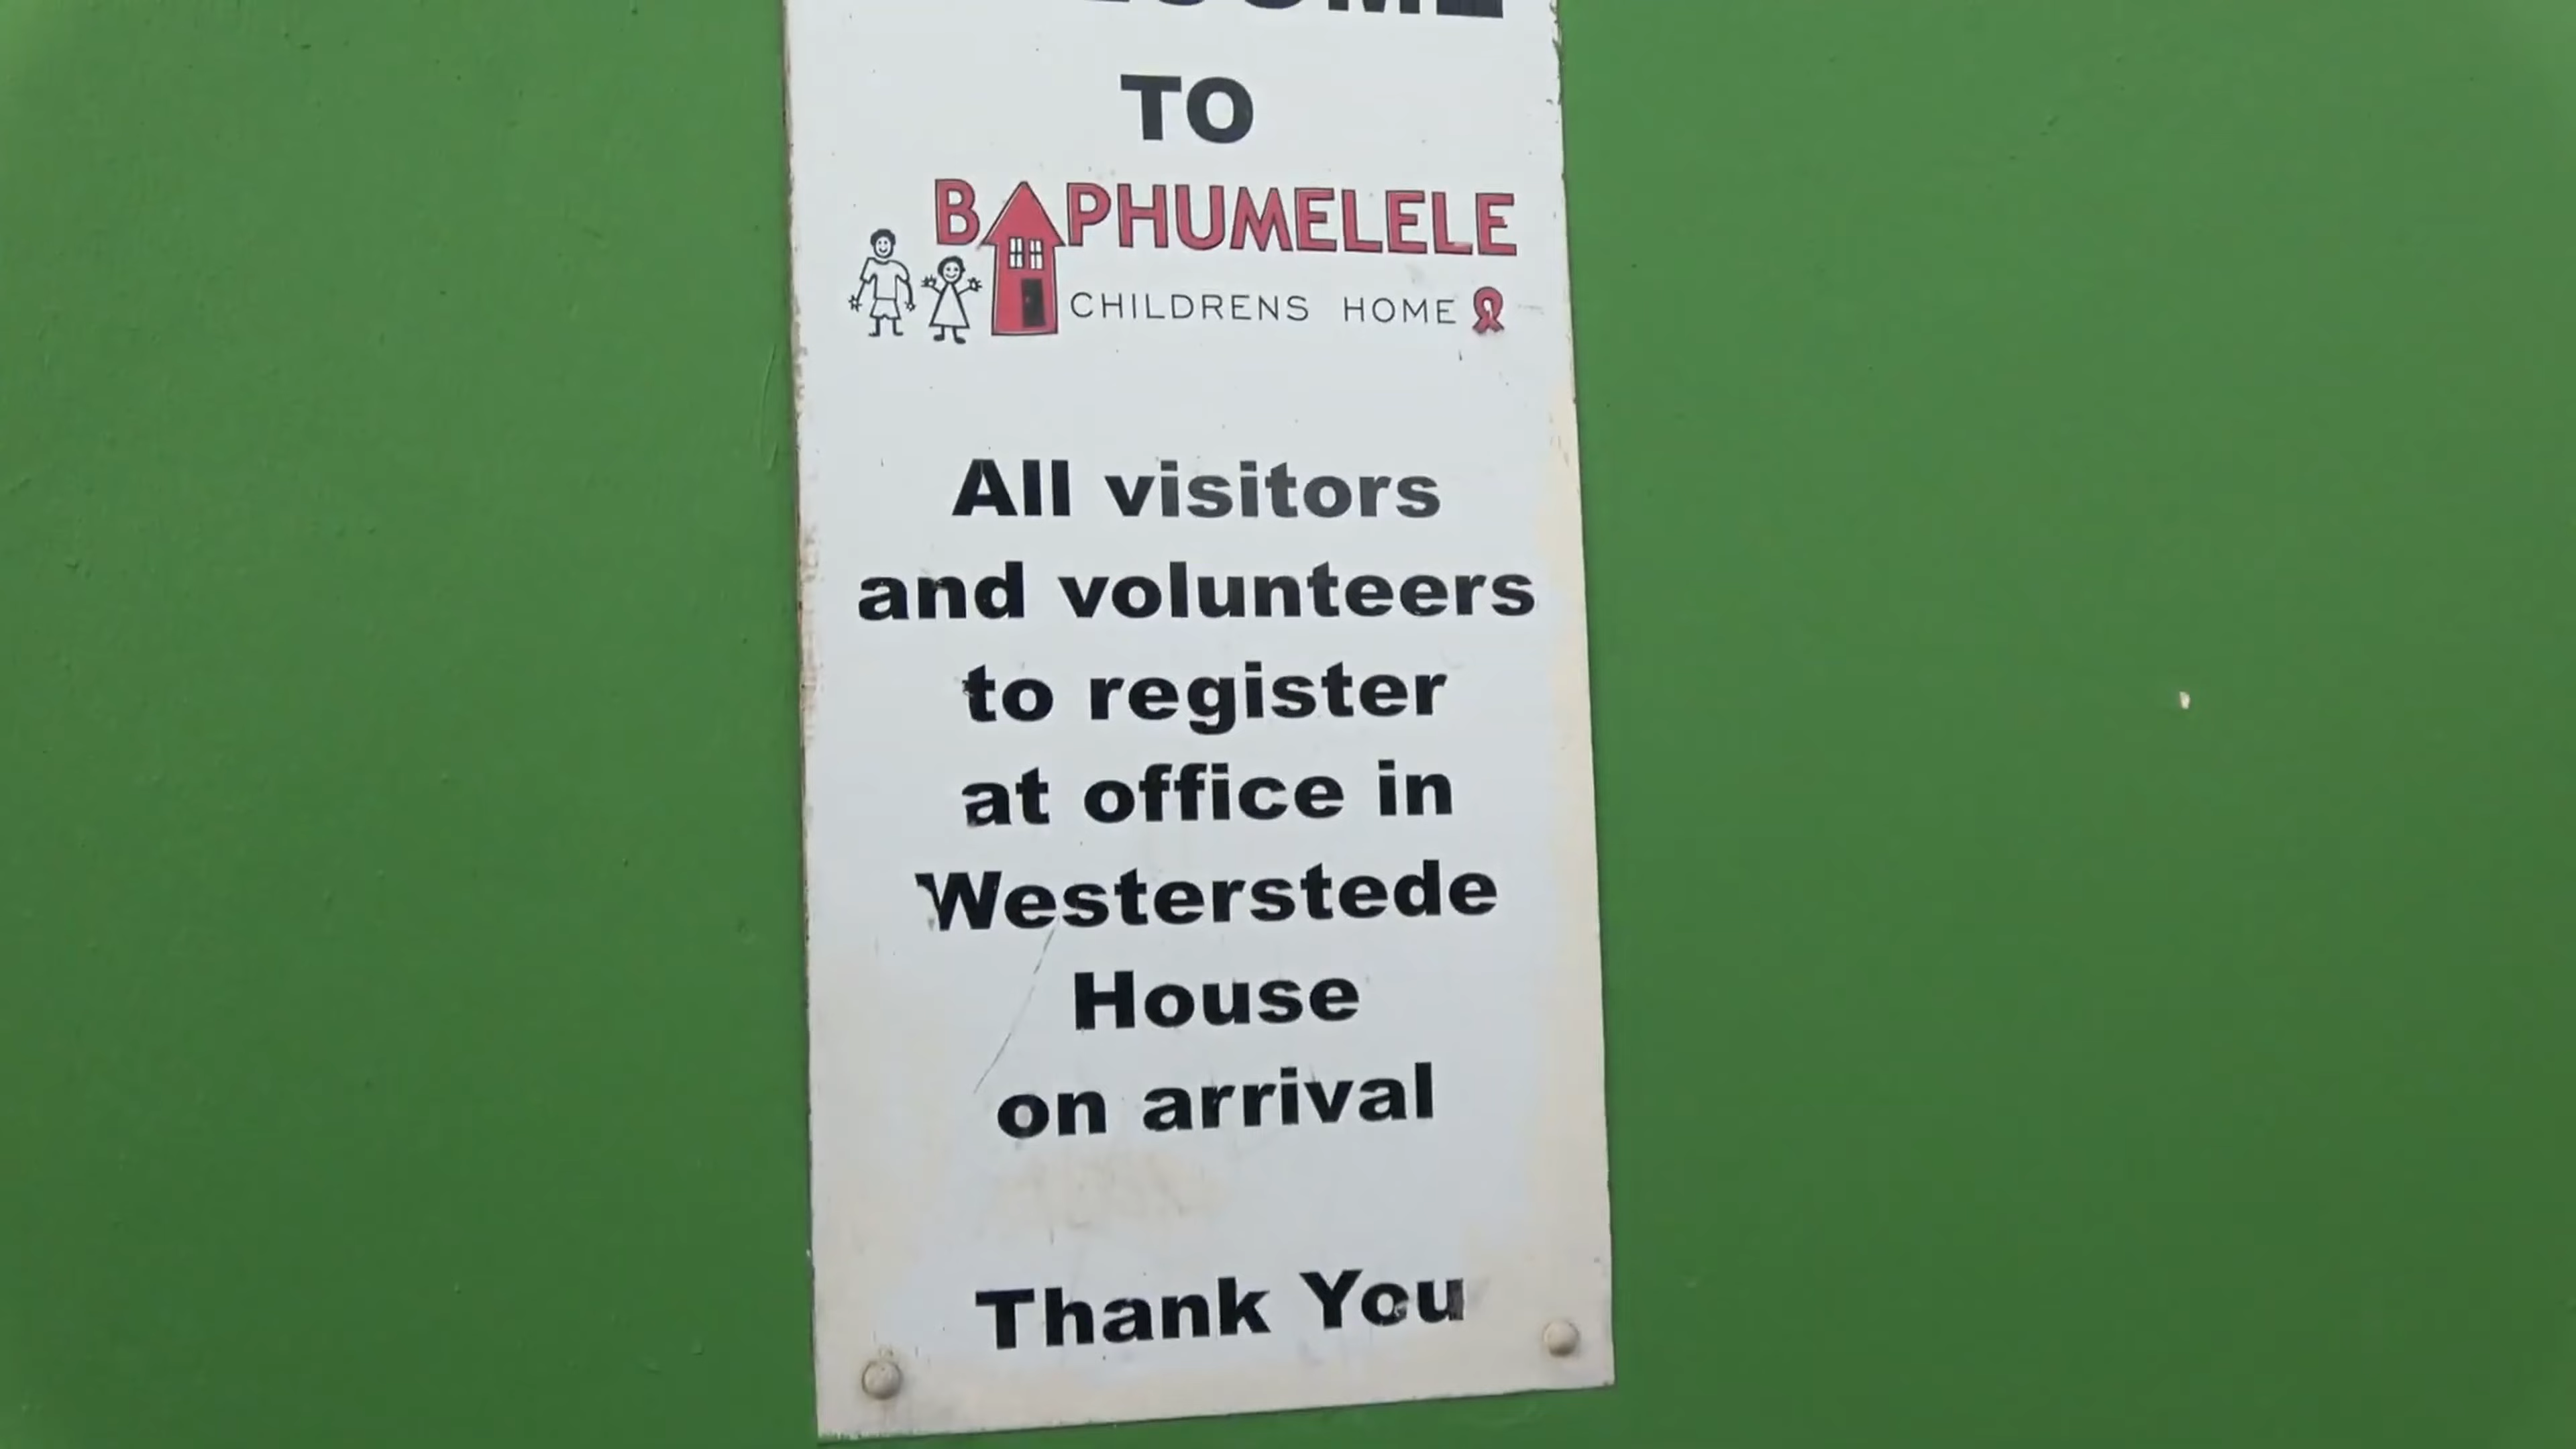 TO
BAPHUMELELE
CHILDRENS HOME
All visitors
and volunteers
to register
at office in
Westerstede
House
on arrival
Thank You